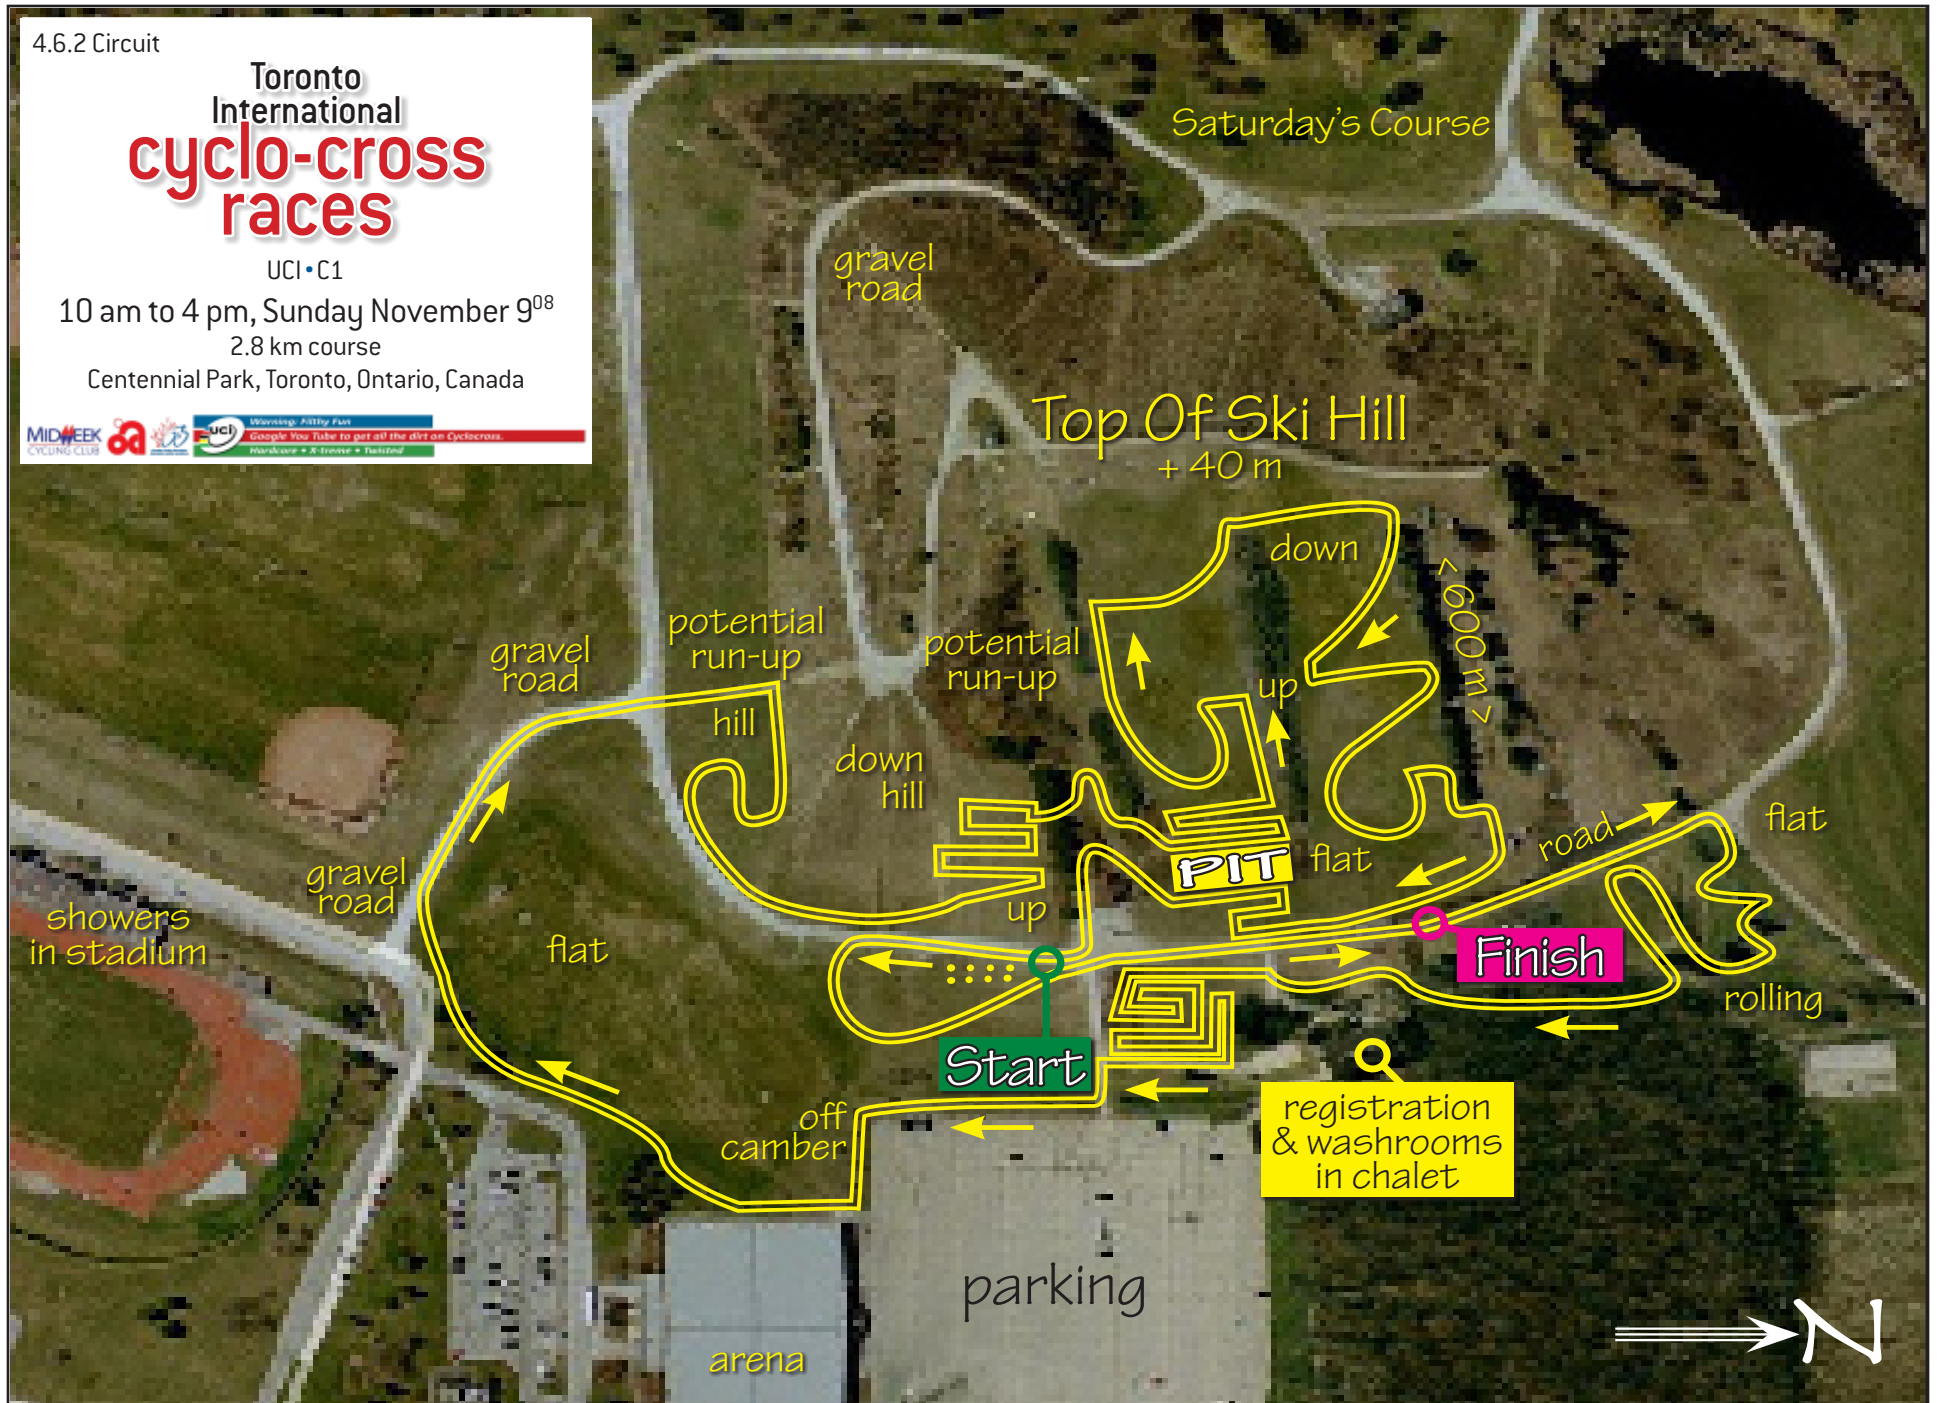 4.6.2 Circuit
Toronto
International
cyclo-cross
races
UCI • C1
10 am to 4 pm, Sunday November 9 08
2.8 km course
Centennial Park, Toronto, Ontario, Canada
MIDWEEK
CYCLING CLUB
uci
Warning: Filthy Fun
Google You Tube to get all the dirt on Cyclocross.
Hardcore • X-treme • Twisted
Saturday's Course
gravel
road
Top Of Ski Hill
+ 40 m
down
< 600 m >
potential
run-up
gravel
road
potential
run-up
up
hill
down
hill
flat
road
PIT
flat
gravel
road
up
showers
in stadium
flat
Finish
rolling
Start
off
camber
registration
& washrooms
in chalet
parking
arena
N